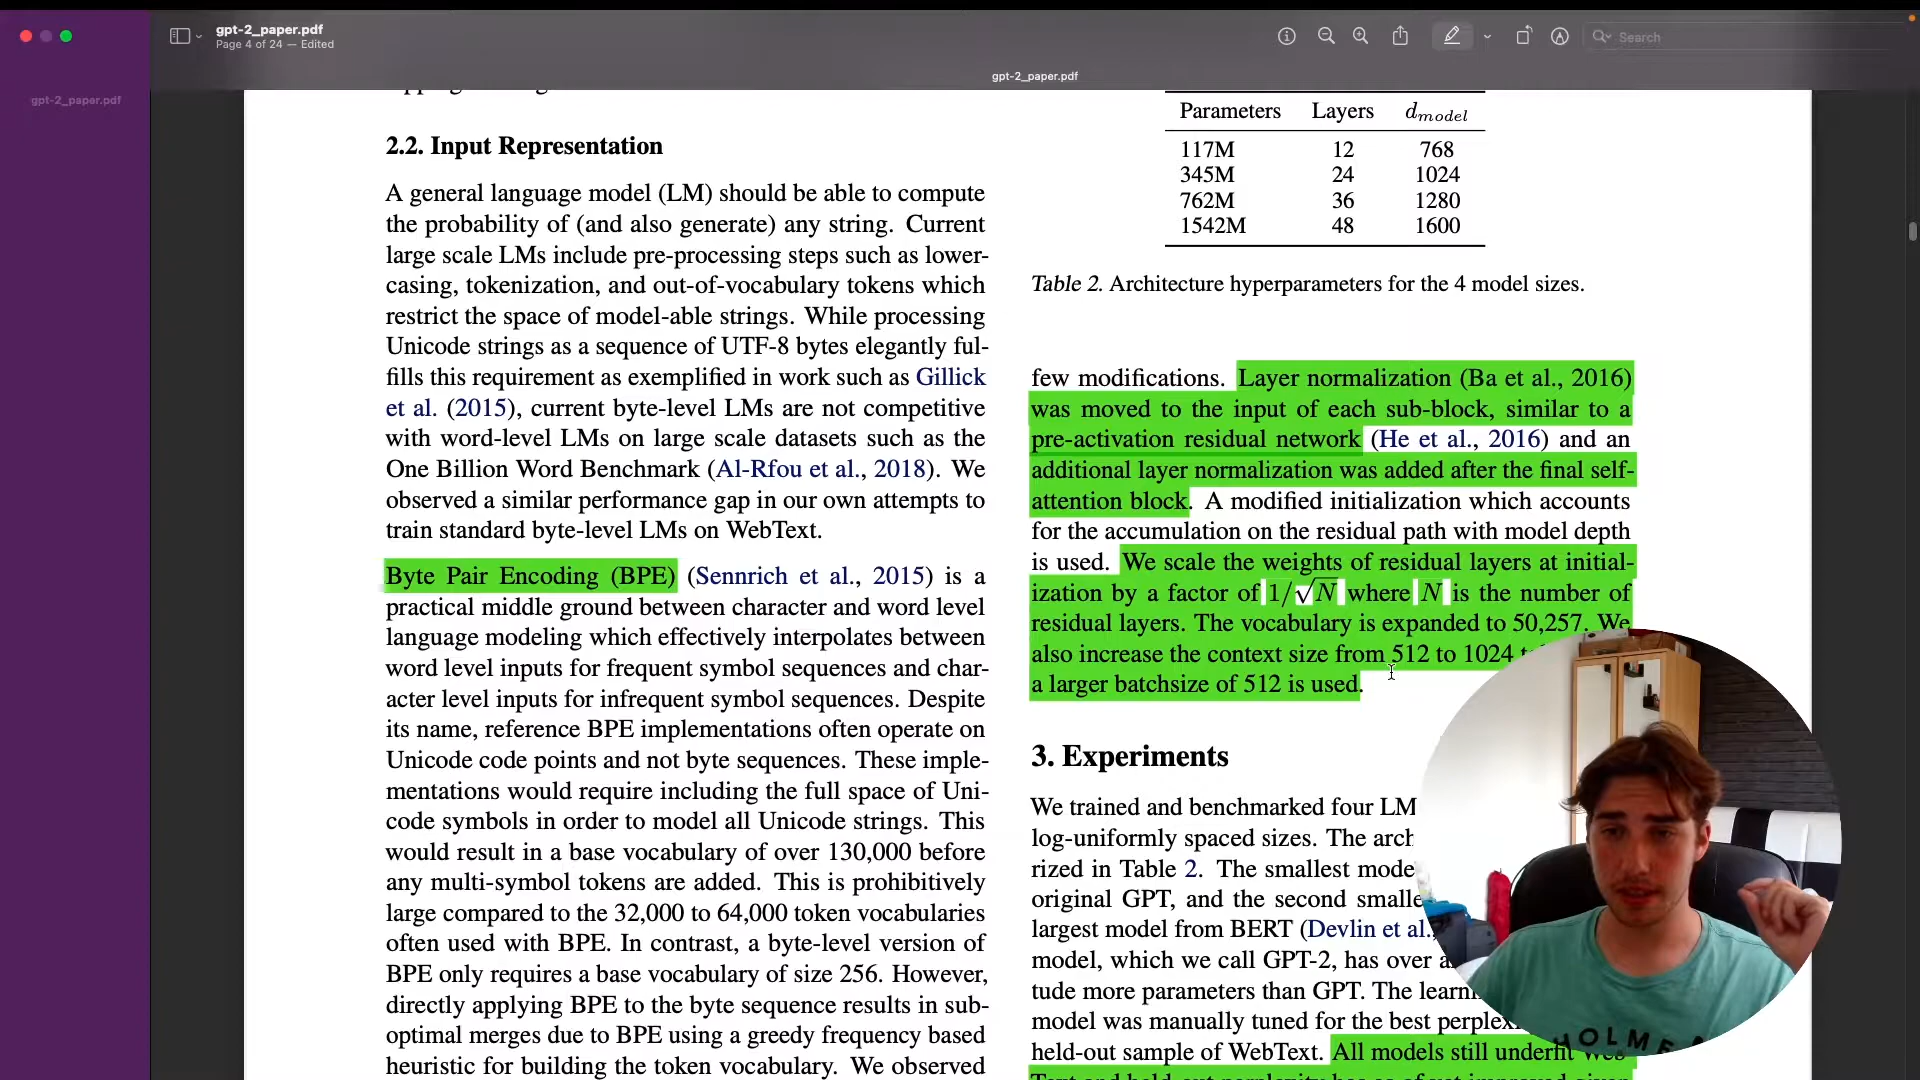 gpt-2_paper.pdf
Page 4 of 24 — Edited
Search
gpt-2_paper.pdf
gpt-2_paper.pdf
2.2. Input Representation
A general language model (LM) should be able to compute
the probability of (and also generate) any string. Current
large scale LMs include pre-processing steps such as lower-
casing, tokenization, and out-of-vocabulary tokens which
restrict the space of model-able strings. While processing
Unicode strings as a sequence of UTF-8 bytes elegantly ful-
fills this requirement as exemplified in work such as Gillick
et al. (2015), current byte-level LMs are not competitive
with word-level LMs on large scale datasets such as the
One Billion Word Benchmark (Al-Rfou et al., 2018). We
observed a similar performance gap in our own attempts to
train standard byte-level LMs on WebText.
Byte Pair Encoding (BPE) (Sennrich et al., 2015) is a
practical middle ground between character and word level
language modeling which effectively interpolates between
word level inputs for frequent symbol sequences and char-
acter level inputs for infrequent symbol sequences. Despite
its name, reference BPE implementations often operate on
Unicode code points and not byte sequences. These imple-
mentations would require including the full space of Uni-
code symbols in order to model all Unicode strings. This
would result in a base vocabulary of over 130,000 before
any multi-symbol tokens are added. This is prohibitively
large compared to the 32,000 to 64,000 token vocabularies
often used with BPE. In contrast, a byte-level version of
BPE only requires a base vocabulary of size 256. However,
directly applying BPE to the byte sequence results in sub-
optimal merges due to BPE using a greedy frequency based
heuristic for building the token vocabulary. We observed
Parameters Layers d_model
117M 12 768
345M 24 1024
762M 36 1280
1542M 48 1600
Table 2. Architecture hyperparameters for the 4 model sizes.
few modifications. Layer normalization (Ba et al., 2016)
was moved to the input of each sub-block, similar to a
pre-activation residual network (He et al., 2016) and an
additional layer normalization was added after the final self-
attention block. A modified initialization which accounts
for the accumulation on the residual path with model depth
is used. We scale the weights of residual layers at initial-
ization by a factor of 1/√N where N is the number of
residual layers. The vocabulary is expanded to 50,257. We
also increase the context size from 512 to 1024
a larger batchsize of 512 is used.
3. Experiments
We trained and benchmarked four LM
log-uniformly spaced sizes. The arch
rized in Table 2. The smallest mode
original GPT, and the second smalle
largest model from BERT (Devlin et al.,
model, which we call GPT-2, has over a
tude more parameters than GPT. The learn
model was manually tuned for the best perplex
held-out sample of WebText. All models still underfit
HOLME